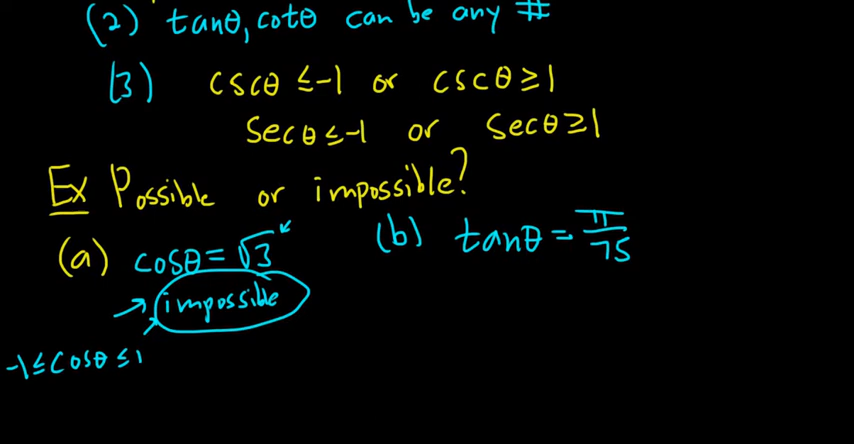 (2) tanθ, cotθ can be any #
(3) cscθ ≤ -1 or cscθ ≥ 1
secθ ≤ -1 or secθ ≥ 1
Ex Possible or impossible?
(a) cosθ = √3
(b) tanθ = π/75
→ impossible
-1 ≤ cosθ ≤ 1